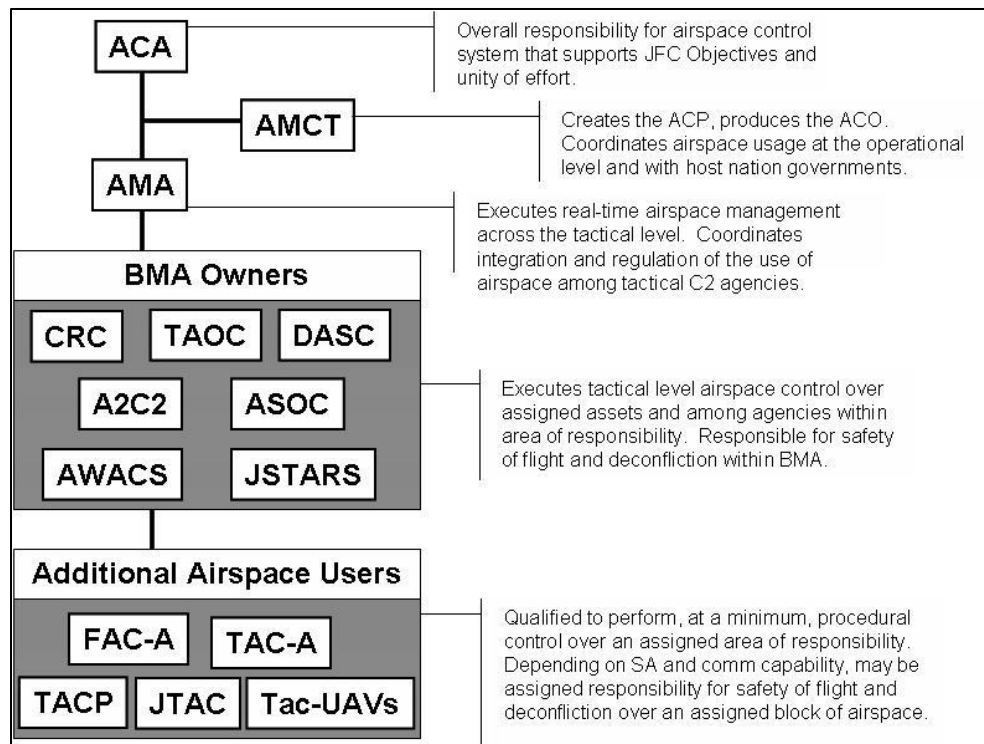 ACA
Overall responsibility for airspace control
system that supports JFC Objectives and
unity of effort.
AMCT
Creates the ACP, produces the ACO.
Coordinates airspace usage at the operational
level and with host nation governments.
AMA
Executes real-time airspace management
across the tactical level.  Coordinates
integration and regulation of the use of
airspace among tactical C2 agencies.
BMA Owners
CRC
TAOC
DASC
A2C2
ASOC
AWACS
JSTARS
Executes tactical level airspace control over
assigned assets and among agencies within
area of responsibility.  Responsible for safety
of flight and deconfliction within BMA.
Additional Airspace Users
FAC-A
TAC-A
TACP
JTAC
Tac-UAVs
Qualified to perform, at a minimum, procedural
control over an assigned area of responsibility.
Depending on SA and comm capability, may be
assigned responsibility for safety of flight and
deconfliction over an assigned block of airspace.